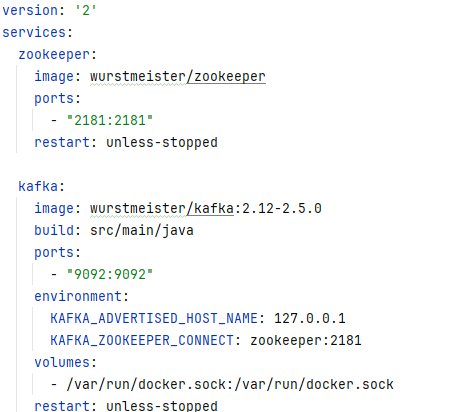 version: '2'
services:
  zookeeper:
    image: wurstmeister/zookeeper
    ports:
      - "2181:2181"
    restart: unless-stopped

  kafka:
    image: wurstmeister/kafka:2.12-2.5.0
    build: src/main/java
    ports:
      - "9092:9092"
    environment:
      KAFKA_ADVERTISED_HOST_NAME: 127.0.0.1
      KAFKA_ZOOKEEPER_CONNECT: zookeeper:2181
    volumes:
      - /var/run/docker.sock:/var/run/docker.sock
    restart: unless-stopped